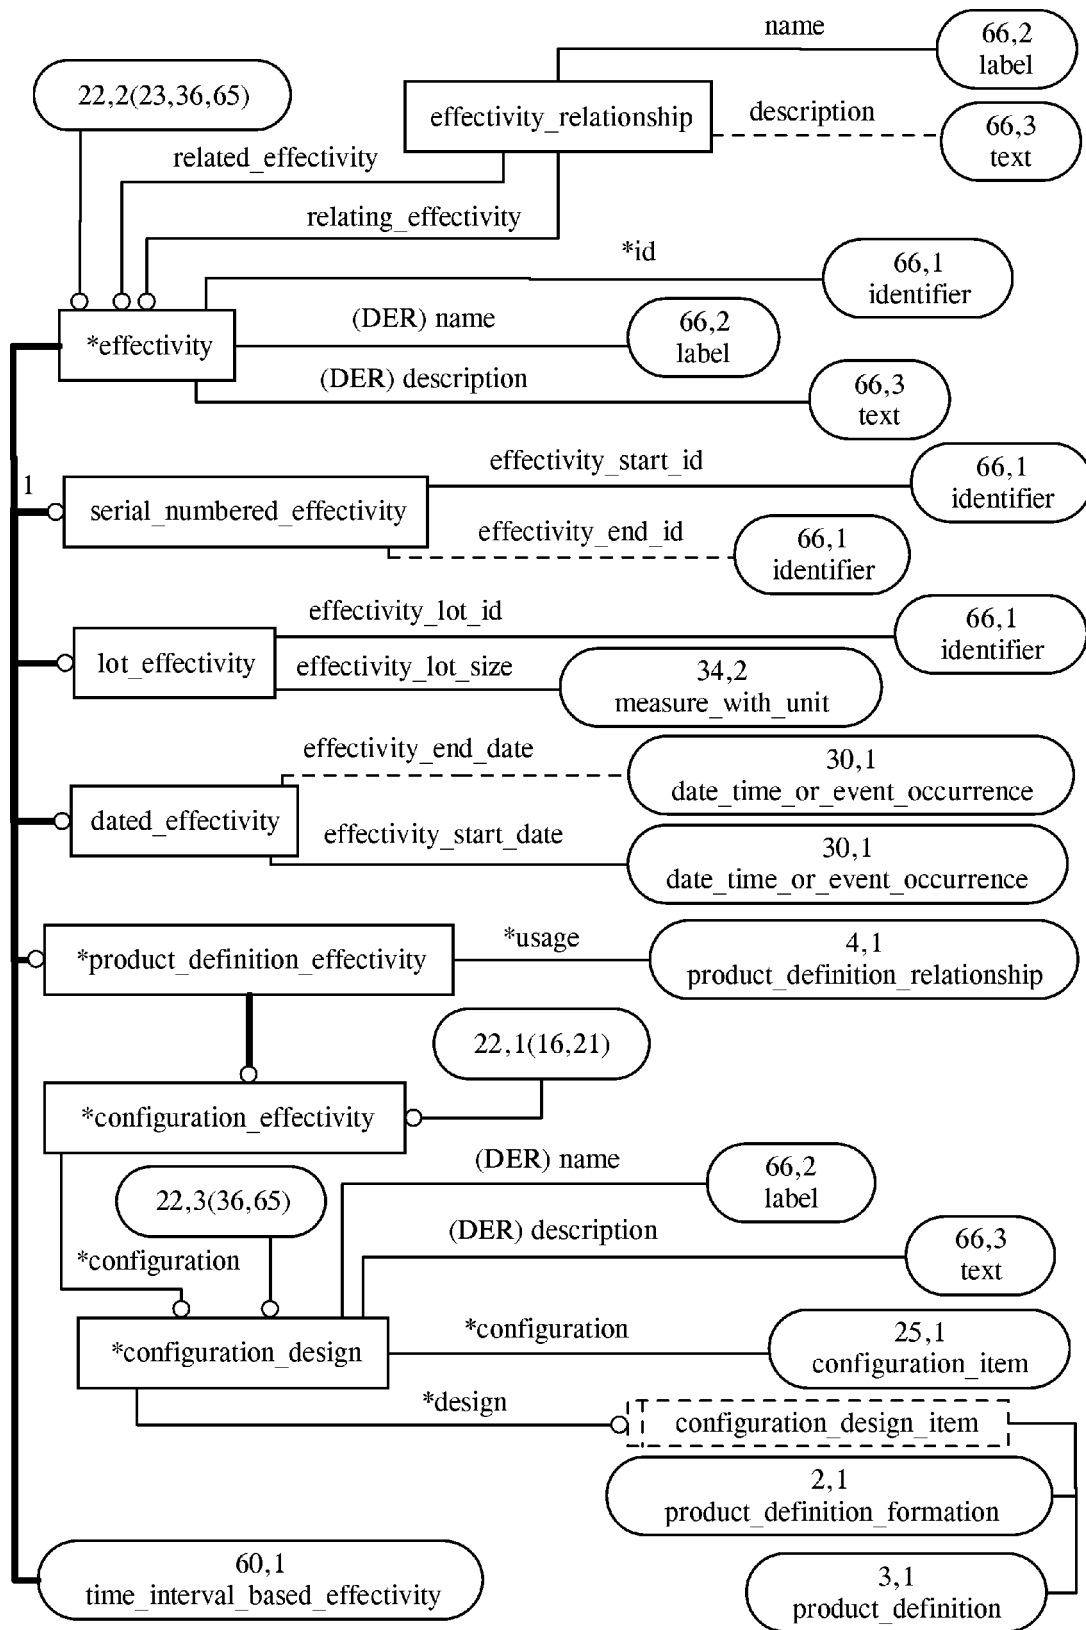 name
66,2
label
22,2(23,36,65)
effectivity_relationship
description
66,3
text
related_effectivity
relating_effectivity
*id
66,1
identifier
*effectivity
(DER) name
66,2
label
(DER) description
66,3
text
1
serial_numbered_effectivity
effectivity_start_id
66,1
identifier
effectivity_end_id
66,1
identifier
effectivity_lot_id
66,1
identifier
lot_effectivity
effectivity_lot_size
34,2
measure_with_unit
effectivity_end_date
30,1
date_time_or_event_occurrence
dated_effectivity
effectivity_start_date
30,1
date_time_or_event_occurrence
*product_definition_effectivity
*usage
4,1
product_definition_relationship
22,1(16,21)
*configuration_effectivity
(DER) name
66,2
label
22,3(36,65)
(DER) description
66,3
text
*configuration
*configuration_design
*configuration
25,1
configuration_item
*design
configuration_design_item
2,1
product_definition_formation
60,1
time_interval_based_effectivity
3,1
product_definition